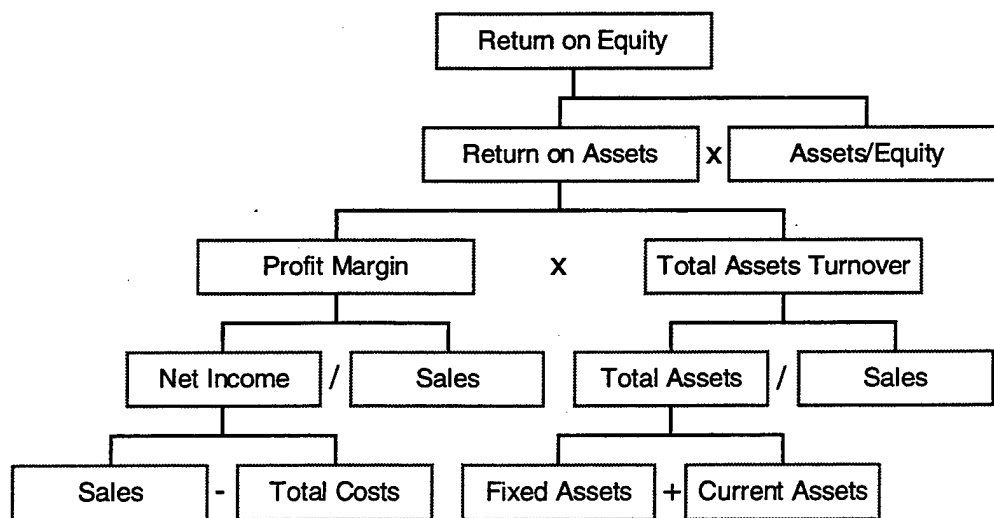 Return on Equity
Return on Assets x Assets/Equity
Profit Margin x Total Assets Turnover
Net Income / Sales Total Assets / Sales
Sales - Total Costs Fixed Assets + Current Assets